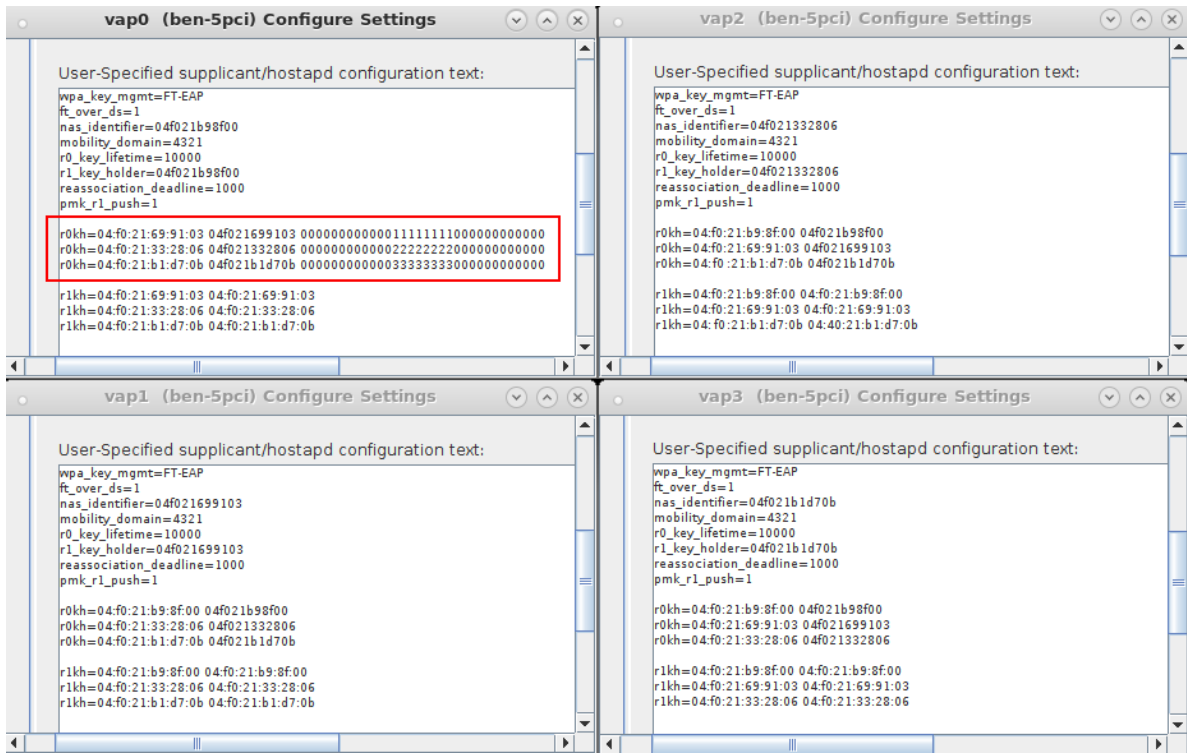 vap0 (ben-5pci) Configure Settings
User-Specified supplicant/hostapd configuration text:
wpa_key_mgmt=FT-EAP
ft_over_ds=1
nas_identifier=04f021b98f00
mobility_domain=4321
r0_key_lifetime=10000
r1_key_holder=04f021b98f00
reassociation_deadline=1000
pmk_r1_push=1
r0kh=04:f0:21:69:91:03 04f021699103 00000000000011111111000000000000
r0kh=04:f0:21:33:28:06 04f021332806 00000000000022222222000000000000
r0kh=04:f0:21:b1:d7:0b 04f021b1d70b 00000000000033333333000000000000
r1kh=04:f0:21:69:91:03 04:f0:21:69:91:03
r1kh=04:f0:21:33:28:06 04:f0:21:33:28:06
r1kh=04:f0:21:b1:d7:0b 04:f0:21:b1:d7:0b
vap2 (ben-5pci) Configure Settings
User-Specified supplicant/hostapd configuration text:
wpa_key_mgmt=FT-EAP
ft_over_ds=1
nas_identifier=04f021332806
mobility_domain=4321
r0_key_lifetime=10000
r1_key_holder=04f021332806
reassociation_deadline=1000
pmk_r1_push=1
r0kh=04:f0:21:b9:8f:00 04f021b98f00
r0kh=04:f0:21:69:91:03 04f021699103
r0kh=04:f0 :21:b1:d7:0b 04f021b1d70b
r1kh=04:f0:21:b9:8f:00 04:f0:21:b9:8f:00
r1kh=04:f0:21:69:91:03 04:f0:21:69:91:03
r1kh=04: f0:21:b1:d7:0b 04:40:21:b1:d7:0b
vap1 (ben-5pci) Configure Settings
User-Specified supplicant/hostapd configuration text:
wpa_key_mgmt=FT-EAP
ft_over_ds=1
nas_identifier=04f021699103
mobility_domain=4321
r0_key_lifetime=10000
r1_key_holder=04f021699103
reassociation_deadline=1000
pmk_r1_push=1
r0kh=04:f0:21:b9:8f:00 04f021b98f00
r0kh=04:f0:21:33:28:06 04f021332806
r0kh=04:f0:21:b1:d7:0b 04f021b1d70b
r1kh=04:f0:21:b9:8f:00 04:f0:21:b9:8f:00
r1kh=04:f0:21:33:28:06 04:f0:21:33:28:06
r1kh=04:f0:21:b1:d7:0b 04:f0:21:b1:d7:0b
vap3 (ben-5pci) Configure Settings
User-Specified supplicant/hostapd configuration text:
wpa_key_mgmt=FT-EAP
ft_over_ds=1
nas_identifier=04f021b1d70b
mobility_domain=4321
r0_key_lifetime=10000
r1_key_holder=04f021b1d70b
reassociation_deadline=1000
pmk_r1_push=1
r0kh=04:f0:21:b9:8f:00 04f021b98f00
r0kh=04:f0:21:69:91:03 04f021699103
r0kh=04:f0:21:33:28:06 04f021332806
r1kh=04:f0:21:b9:8f:00 04:f0:21:b9:8f:00
r1kh=04:f0:21:69:91:03 04:f0:21:69:91:03
r1kh=04:f0:21:33:28:06 04:f0:21:33:28:06